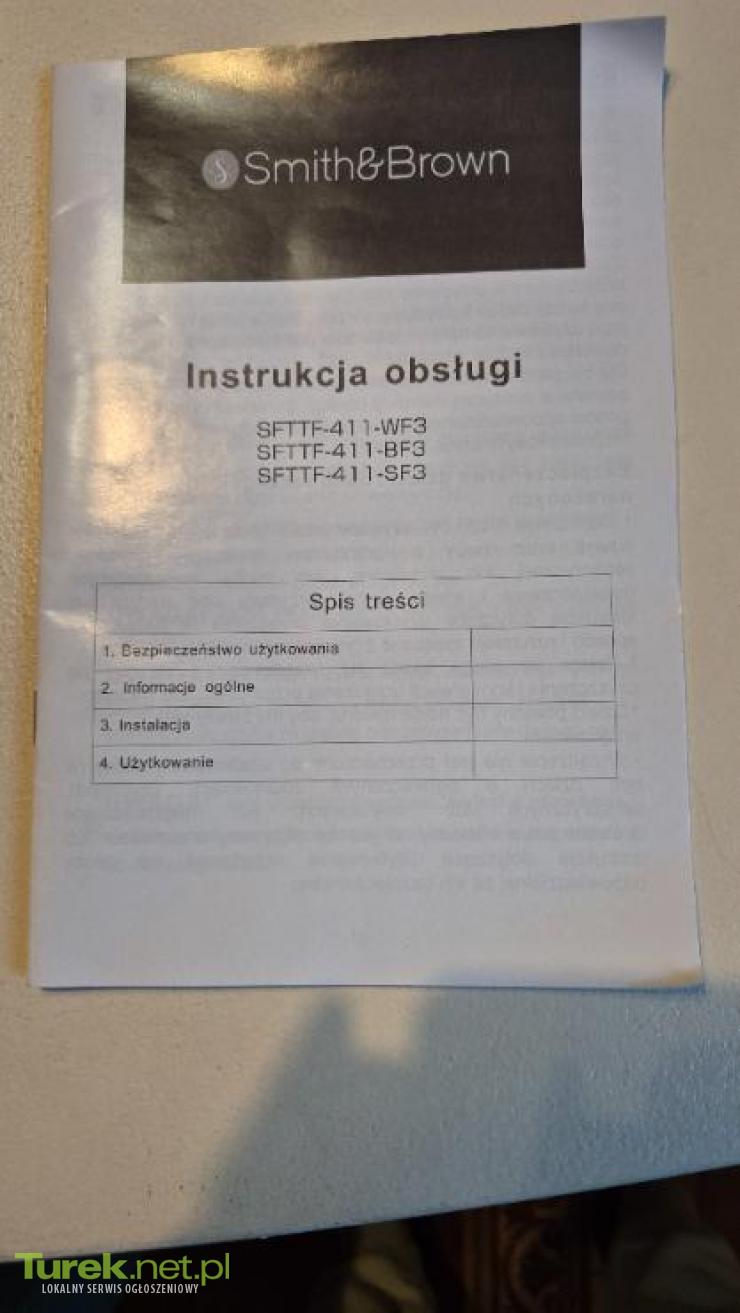 Smith&Brown
Instrukcja obsługi
SFTTF-411-WF3
SFTTF-411-BF3
SFTTF-411-SF3
Spis treści
1. Bezpieczeństwo użytkowania
2. Informacje ogólne
3. Instalacja
4. Użytkowanie
Turek.net.pl
LOKALNY SERWIS OGŁOSZENIOWY